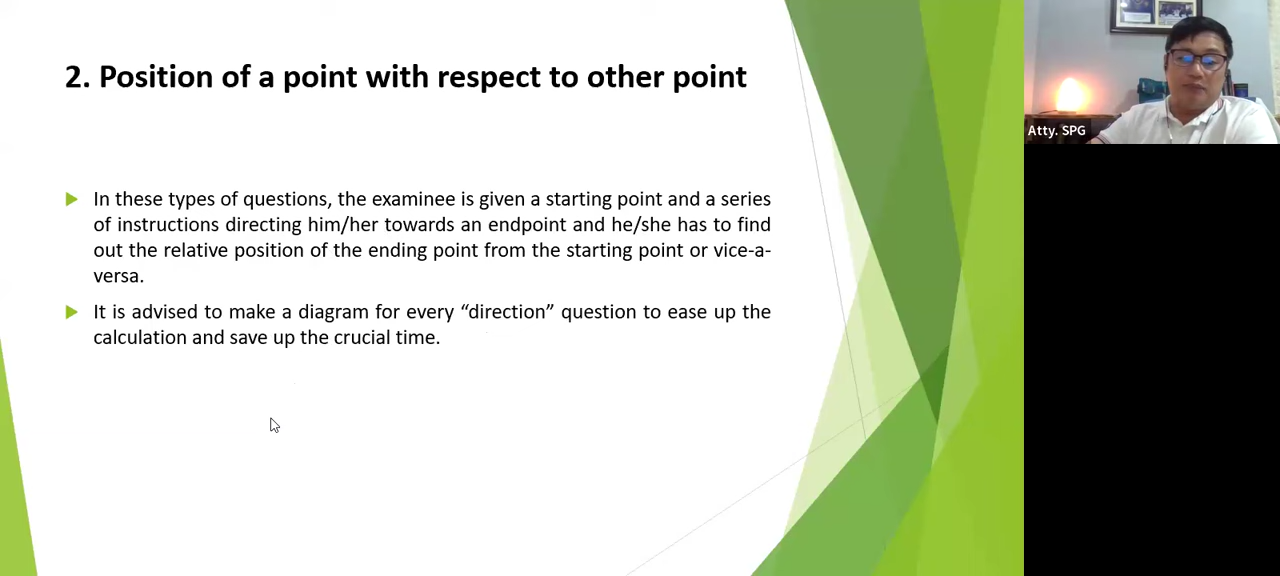 2. Position of a point with respect to other point
In these types of questions, the examinee is given a starting point and a series
of instructions directing him/her towards an endpoint and he/she has to find
out the relative position of the ending point from the starting point or vice-a-
versa.
It is advised to make a diagram for every “direction” question to ease up the
calculation and save up the crucial time.
Atty. SPG